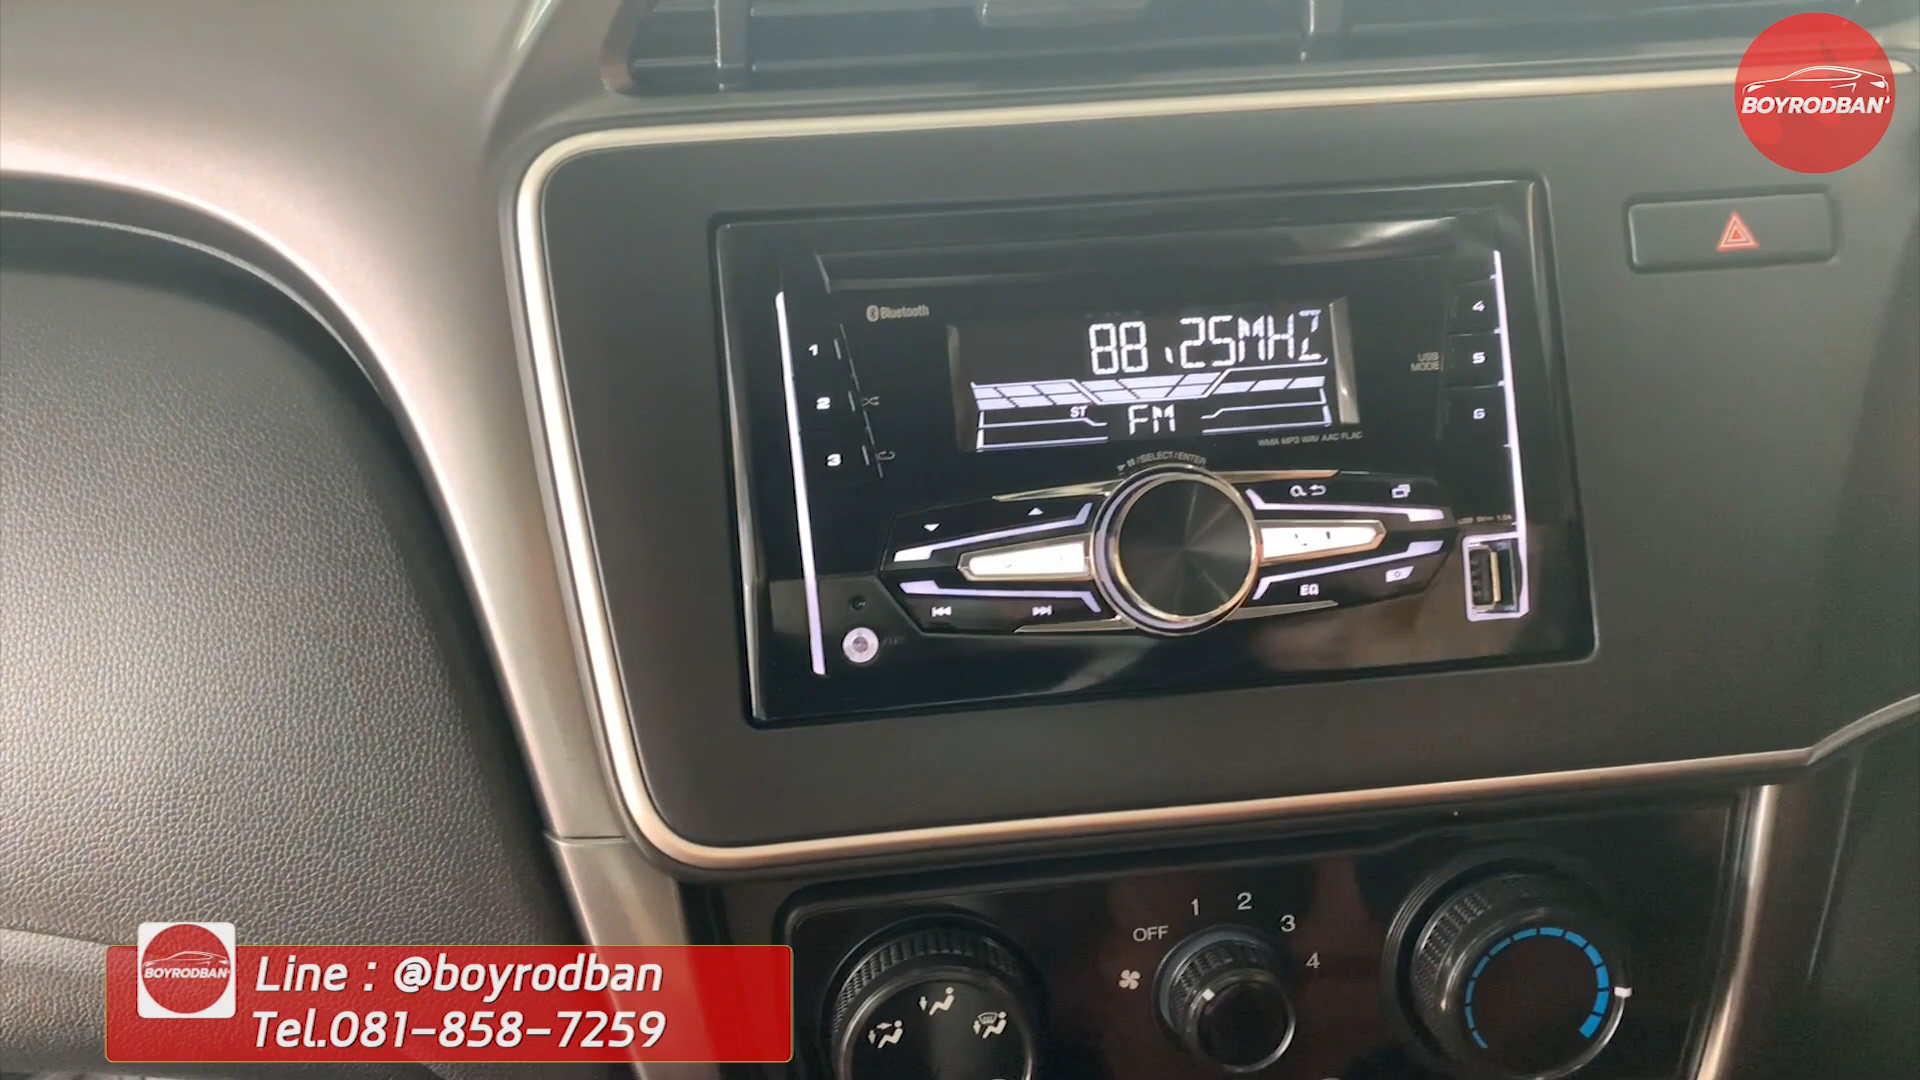 BOYRODBAN'
Bluetooth
88.25MHZ
ST
FM
WMA MP3 WAV AAC FLAC
1
2
3
4
5
6
USB
MODE
/SELECT/ENTER
EQ
OFF
1
2
3
4
BOYRODBAN'
Line : @boyrodban
Tel.081-858-7259